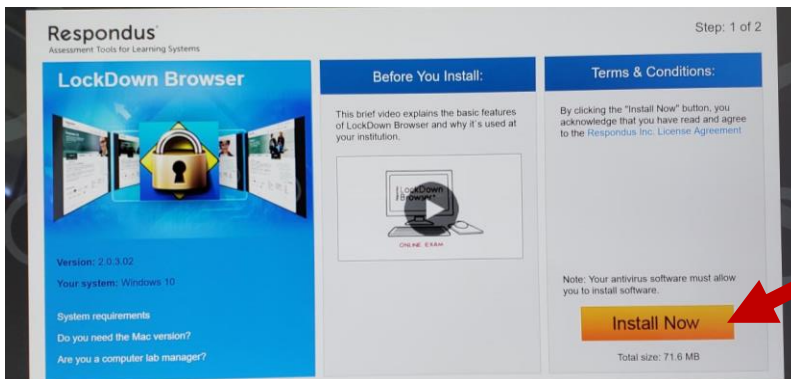 Respondus
Assessment Tools for Learning Systems
Step: 1 of 2
LockDown Browser
Version: 2.0.3.02
Your system: Windows 10
System requirements
Do you need the Mac version?
Are you a computer lab manager?
Before You Install:
This brief video explains the basic features
of LockDown Browser and why it's used at
your institution.
LockDown
Browser
ONLINE EXAM
Terms & Conditions:
By clicking the "Install Now" button, you
acknowledge that you have read and agree
to the Respondus Inc. License Agreement
Note: Your antivirus software must allow
you to install software.
Install Now
Total size: 71.6 MB